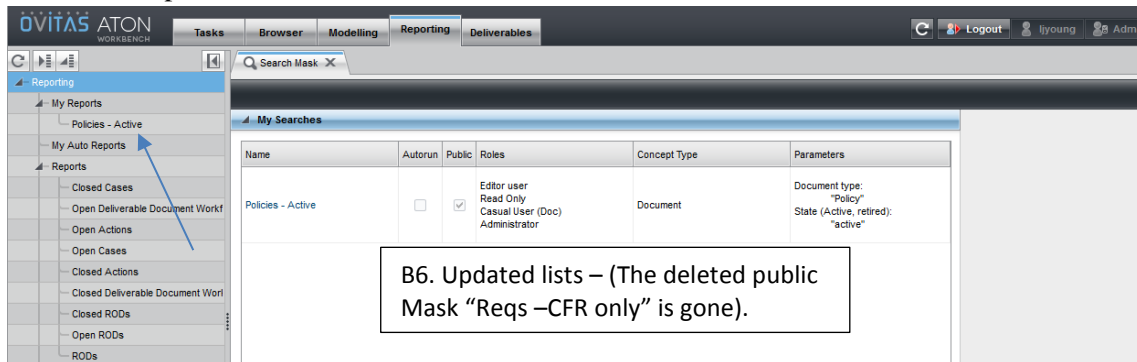 ÖVITÁS ATON
WORKBENCH
Tasks
Browser
Modelling
Reporting
Deliverables
Logout
ljyoung
Search Mask
Reporting
My Reports
Policies - Active
My Auto Reports
Reports
Closed Cases
Open Deliverable Document Workf
Open Actions
Open Cases
Closed Actions
Closed Deliverable Document Worl
Closed RODs
Open RODs
RODs
My Searches
Name Autorun Public Roles Concept Type Parameters
Policies - Active
Editor user
Read Only
Casual User (Doc)
Administrator
Document
Document type:
"Policy"
State (Active, retired):
"active"
B6. Updated lists – (The deleted public
Mask “Reqs –CFR only” is gone).